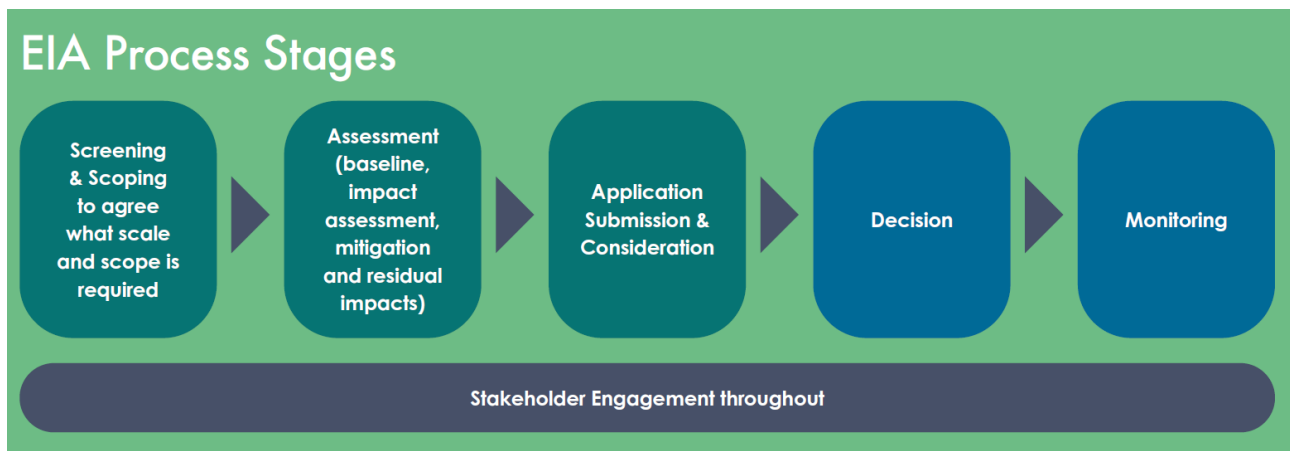 EIA Process Stages
Screening
& Scoping
to agree
what scale
and scope is
required
Assessment
(baseline,
impact
assessment,
mitigation
and residual
impacts)
Application
Submission &
Consideration
Decision
Monitoring
Stakeholder Engagement throughout